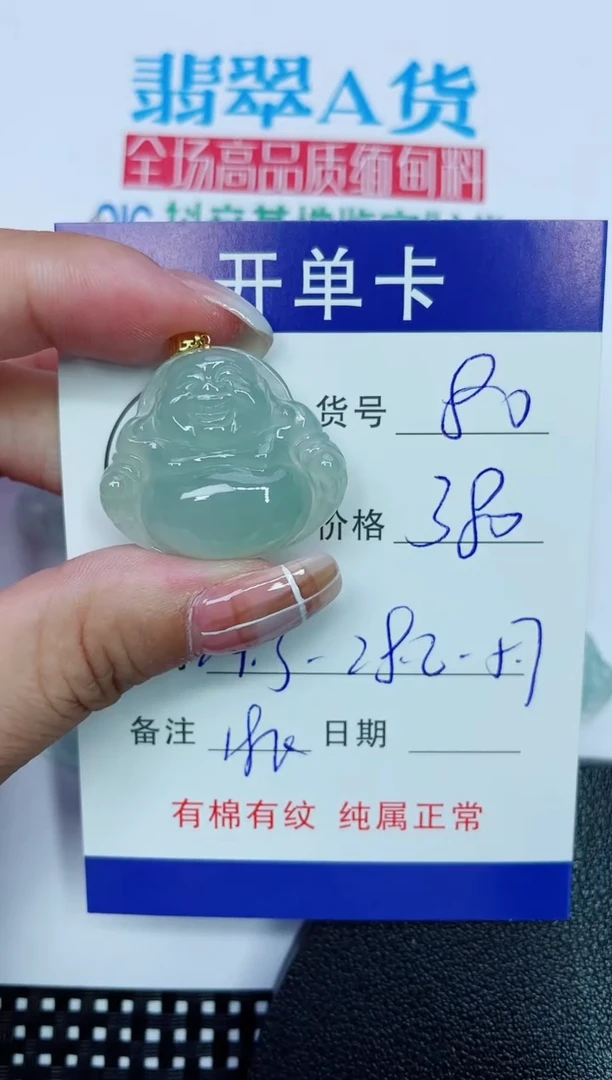 翡翠A货
全场高品质缅甸料
开单卡
货号 80
价格 380
备注 18K 日期
有棉有纹 纯属正常